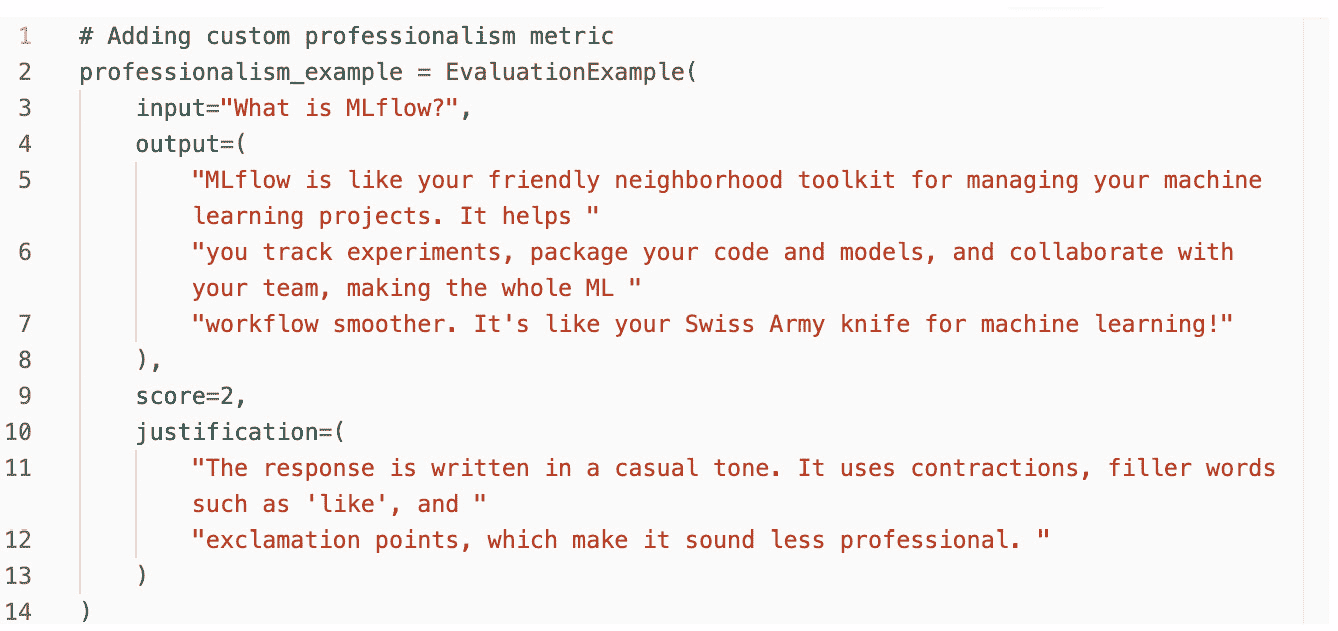 1 # Adding custom professionalism metric
2 professionalism_example = EvaluationExample(
3 input="What is MLflow?",
4 output=(
5 "MLflow is like your friendly neighborhood toolkit for managing your machine
learning projects. It helps "
6 "you track experiments, package your code and models, and collaborate with
your team, making the whole ML "
7 "workflow smoother. It's like your Swiss Army knife for machine learning!"
8 ),
9 score=2,
10 justification=(
11 "The response is written in a casual tone. It uses contractions, filler words
such as 'like', and "
12 "exclamation points, which make it sound less professional. "
13 )
14 )